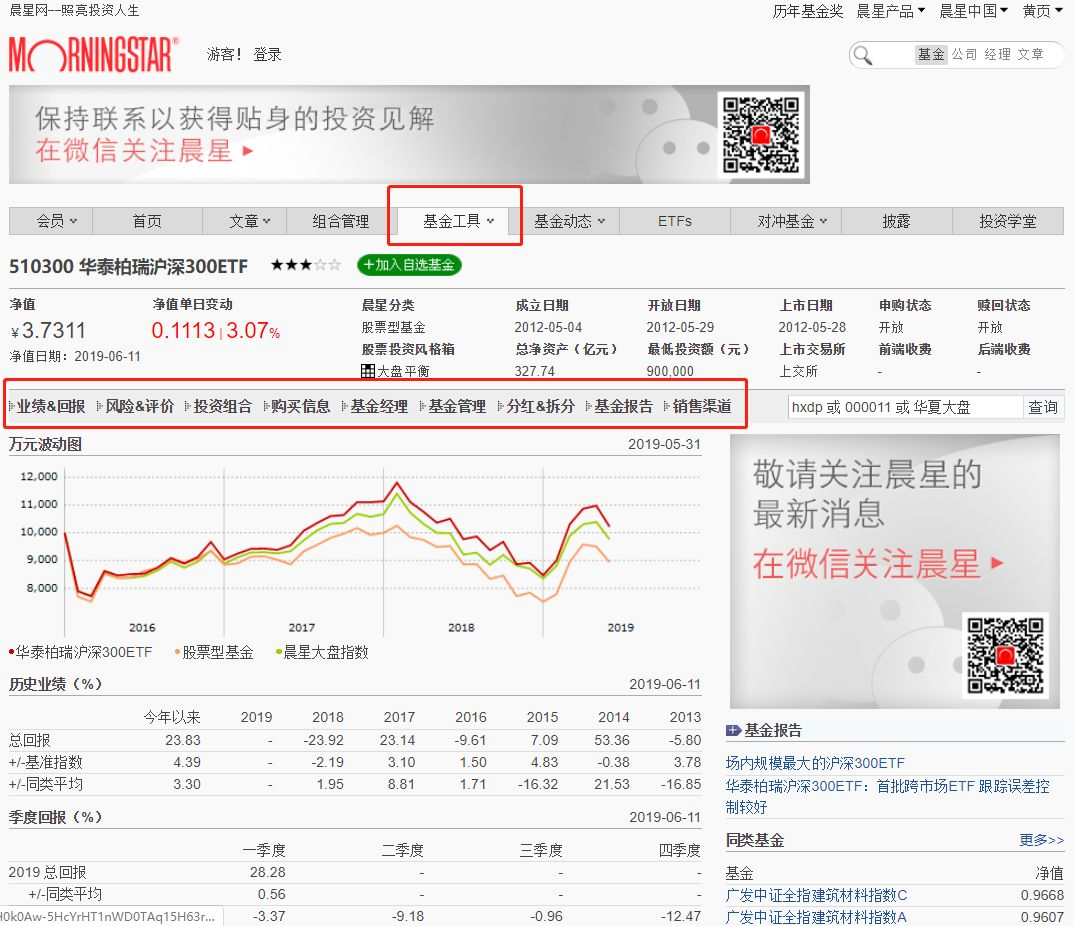 晨星网--照亮投资人生
历年基金奖 晨星产品 晨星中国 黄页
MORNINGSTAR®
游客! 登录
基金 公司 经理 文章
保持联系以获得贴身的投资见解
在微信关注晨星
会员 首页 文章 组合管理 基金工具 基金动态 ETFs 对冲基金 披露 投资学堂
510300 华泰柏瑞沪深300ETF ★★★☆☆ +加入自选基金
净值 净值单日变动 晨星分类 成立日期 开放日期 上市日期 申购状态 赎回状态
¥3.7311 0.1113 | 3.07% 股票型基金 2012-05-04 2012-05-29 2012-05-28 开放 开放
净值日期：2019-06-11 股票投资风格箱 总净资产（亿元） 最低投资额（元） 上市交易所 前端收费 后端收费
大盘平衡 327.74 900,000 上交所 - -
业绩&回报 风险&评价 投资组合 购买信息 基金经理 基金管理 分红&拆分 基金报告 销售渠道
hxdp 或 000011 或 华夏大盘 查询
万元波动图 2019-05-31
12,000
11,000
10,000
9,000
8,000
2016 2017 2018 2019
华泰柏瑞沪深300ETF 股票型基金 晨星大盘指数
敬请关注晨星的
最新消息
在微信关注晨星
历史业绩（%） 2019-06-11
今年以来 2019 2018 2017 2016 2015 2014 2013
总回报 23.83 - -23.92 23.14 -9.61 7.09 53.36 -5.80
+/-基准指数 4.39 - -2.19 3.10 1.50 4.83 -0.38 3.78
+/-同类平均 3.30 - 1.95 8.81 1.71 -16.32 21.53 -16.85
季度回报（%） 2019-06-11
一季度 二季度 三季度 四季度
2019 总回报 28.28 - - -
+/-同类平均 0.56 - - -
-3.37 -9.18 -0.96 -12.47
基金报告
场内规模最大的沪深300ETF
华泰柏瑞沪深300ETF：首批跨市场ETF 跟踪误差控
制较好
同类基金 更多>>
基金 净值
广发中证全指建筑材料指数C 0.9668
广发中证全指建筑材料指数A 0.9607